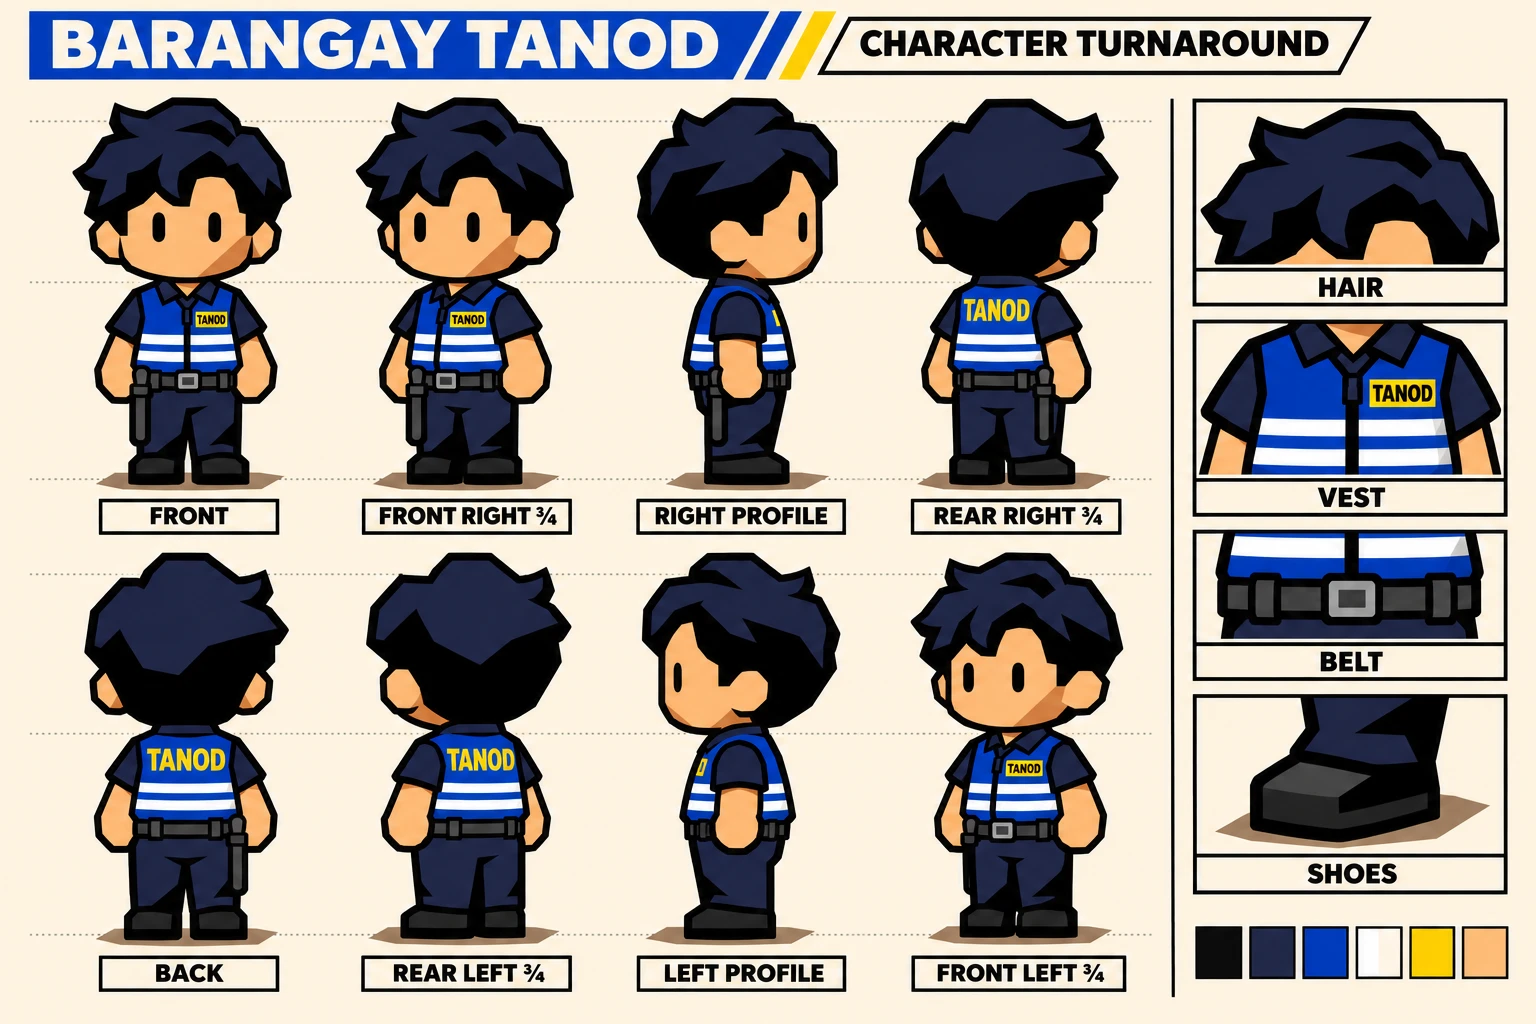 BARANGAY TANOD
CHARACTER TURNAROUND
TANOD
TANOD
TANOD
FRONT
FRONT RIGHT ¾
RIGHT PROFILE
REAR RIGHT ¾
TANOD
TANOD
TANOD
BACK
REAR LEFT ¾
LEFT PROFILE
FRONT LEFT ¾
HAIR
TANOD
VEST
BELT
SHOES